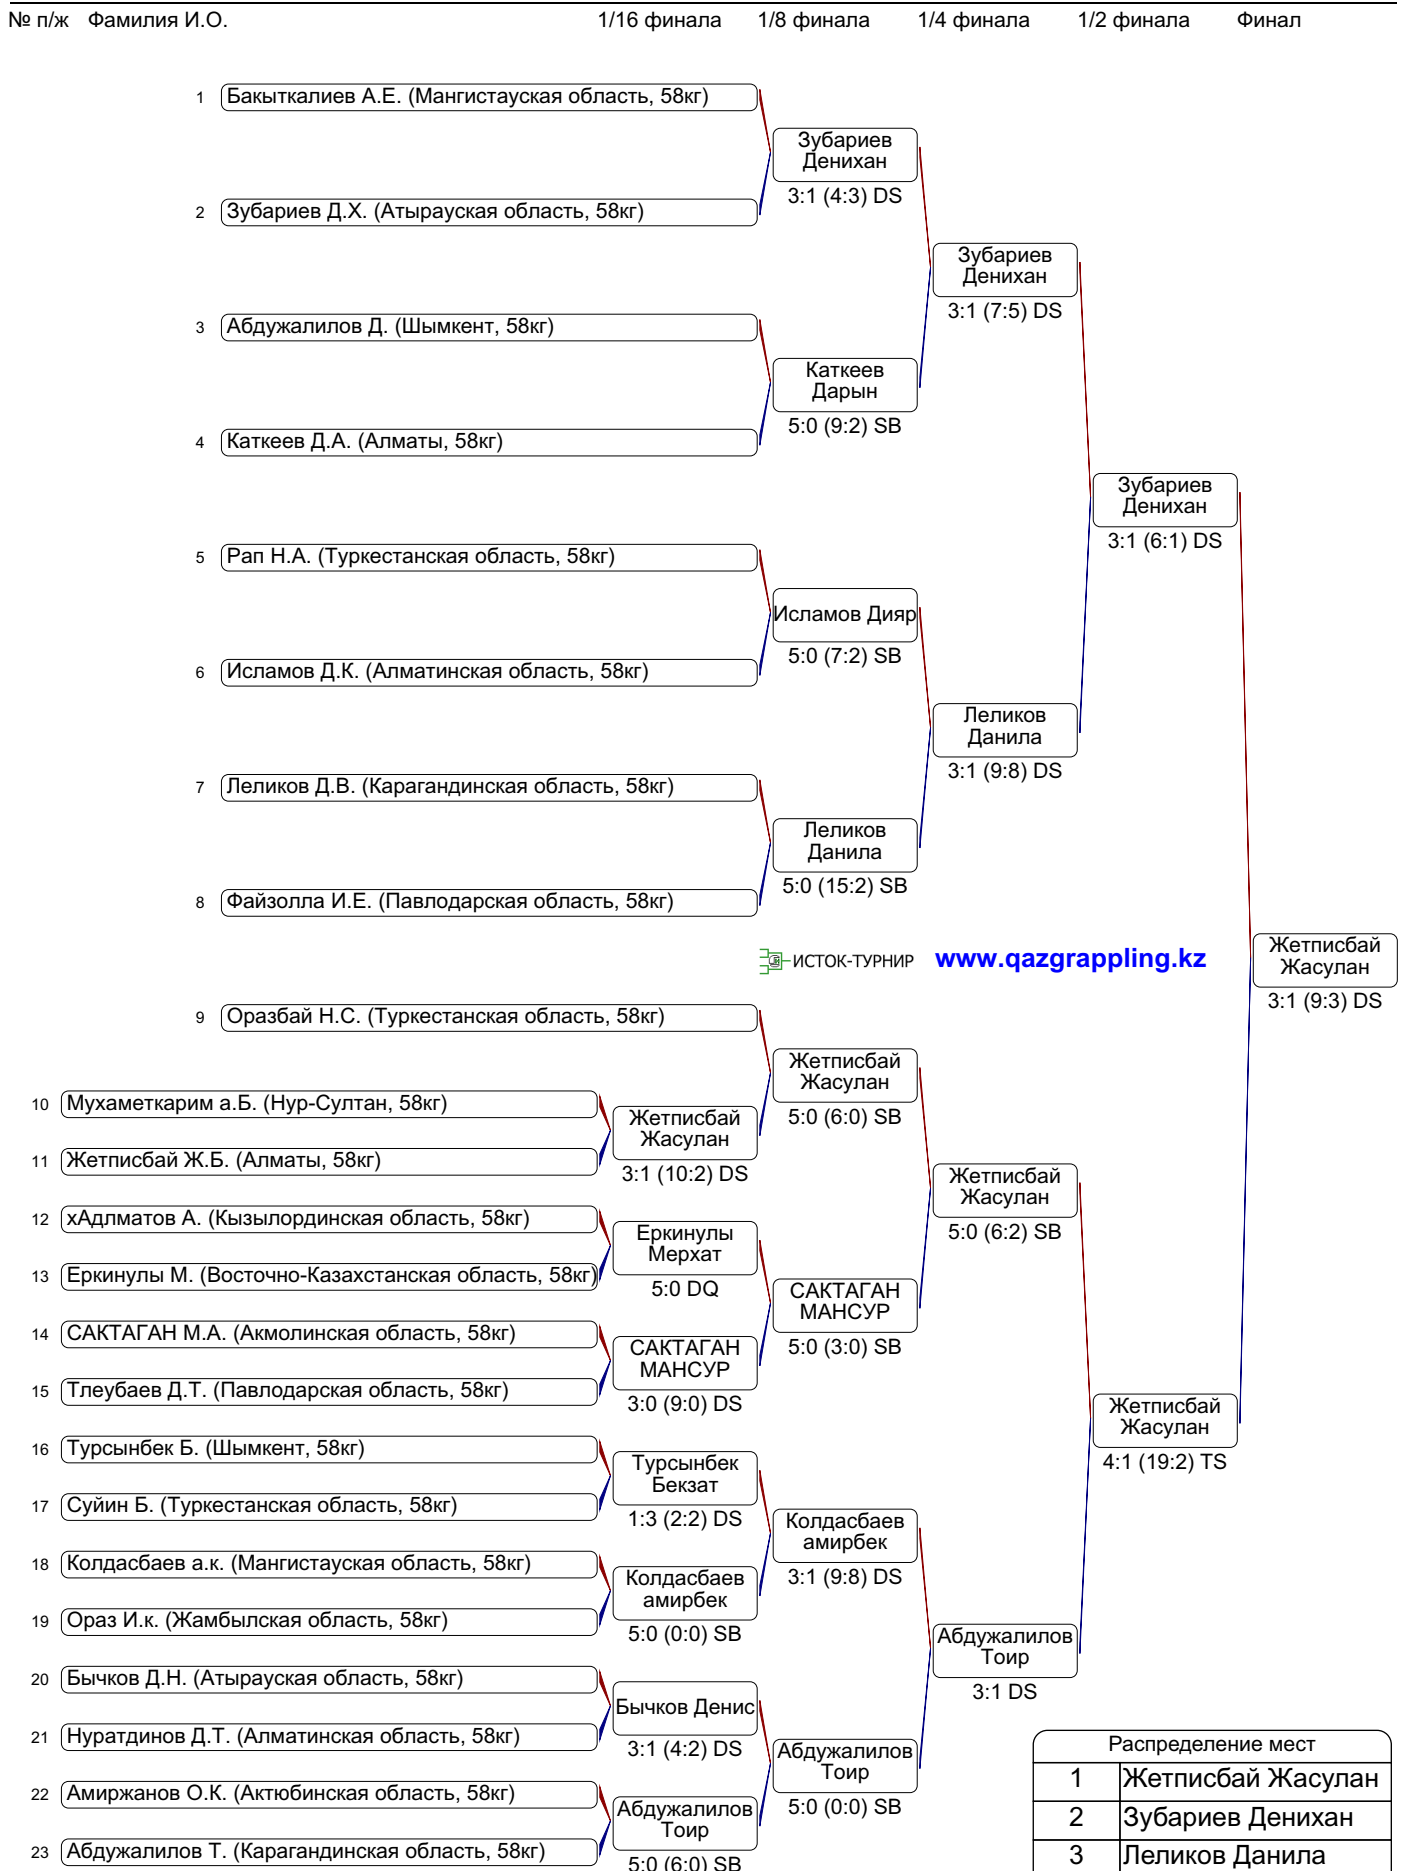 № п/ж Фамилия И.О. 1/16 финала 1/8 финала 1/4 финала 1/2 финала Финал
1 Бакыткалиев А.Е. (Мангистауская область, 58кг)
Зубариев
Денихан
3:1 (4:3) DS
2 Зубариев Д.Х. (Атырауская область, 58кг)
Зубариев
Денихан
3:1 (7:5) DS
3 Абдужалилов Д. (Шымкент, 58кг)
Каткеев
Дарын
5:0 (9:2) SB
4 Каткеев Д.А. (Алматы, 58кг)
Зубариев
Денихан
3:1 (6:1) DS
5 Рап Н.А. (Туркестанская область, 58кг)
Исламов Дияр
5:0 (7:2) SB
6 Исламов Д.К. (Алматинская область, 58кг)
Леликов
Данила
3:1 (9:8) DS
7 Леликов Д.В. (Карагандинская область, 58кг)
Леликов
Данила
5:0 (15:2) SB
8 Файзолла И.Е. (Павлодарская область, 58кг)
ИСТОК-ТУРНИР www.qazgrappling.kz
Жетписбай
Жасулан
3:1 (9:3) DS
9 Оразбай Н.С. (Туркестанская область, 58кг)
Жетписбай
Жасулан
5:0 (6:0) SB
10 Мухаметкарим а.Б. (Нур-Султан, 58кг)
Жетписбай
Жасулан
3:1 (10:2) DS
11 Жетписбай Ж.Б. (Алматы, 58кг)
Жетписбай
Жасулан
5:0 (6:2) SB
12 хАдлматов А. (Кызылординская область, 58кг)
Еркинулы
Мерхат
5:0 DQ
13 Еркинулы М. (Восточно-Казахстанская область, 58кг)
САКТАГАН
МАНСУР
5:0 (3:0) SB
14 САКТАГАН М.А. (Акмолинская область, 58кг)
САКТАГАН
МАНСУР
3:0 (9:0) DS
15 Тлеубаев Д.Т. (Павлодарская область, 58кг)
Жетписбай
Жасулан
4:1 (19:2) TS
16 Турсынбек Б. (Шымкент, 58кг)
Турсынбек
Бекзат
1:3 (2:2) DS
17 Суйин Б. (Туркестанская область, 58кг)
Колдасбаев
амирбек
3:1 (9:8) DS
18 Колдасбаев а.к. (Мангистауская область, 58кг)
Колдасбаев
амирбек
5:0 (0:0) SB
19 Ораз И.к. (Жамбылская область, 58кг)
Абдужалилов
Тоир
3:1 DS
20 Бычков Д.Н. (Атырауская область, 58кг)
Бычков Денис
3:1 (4:2) DS
21 Нуратдинов Д.Т. (Алматинская область, 58кг)
Абдужалилов
Тоир
5:0 (0:0) SB
22 Амиржанов О.К. (Актюбинская область, 58кг)
Абдужалилов
Тоир
5:0 (6:0) SB
23 Абдужалилов Т. (Карагандинская область, 58кг)
Распределение мест
1 Жетписбай Жасулан
2 Зубариев Денихан
3 Леликов Данила